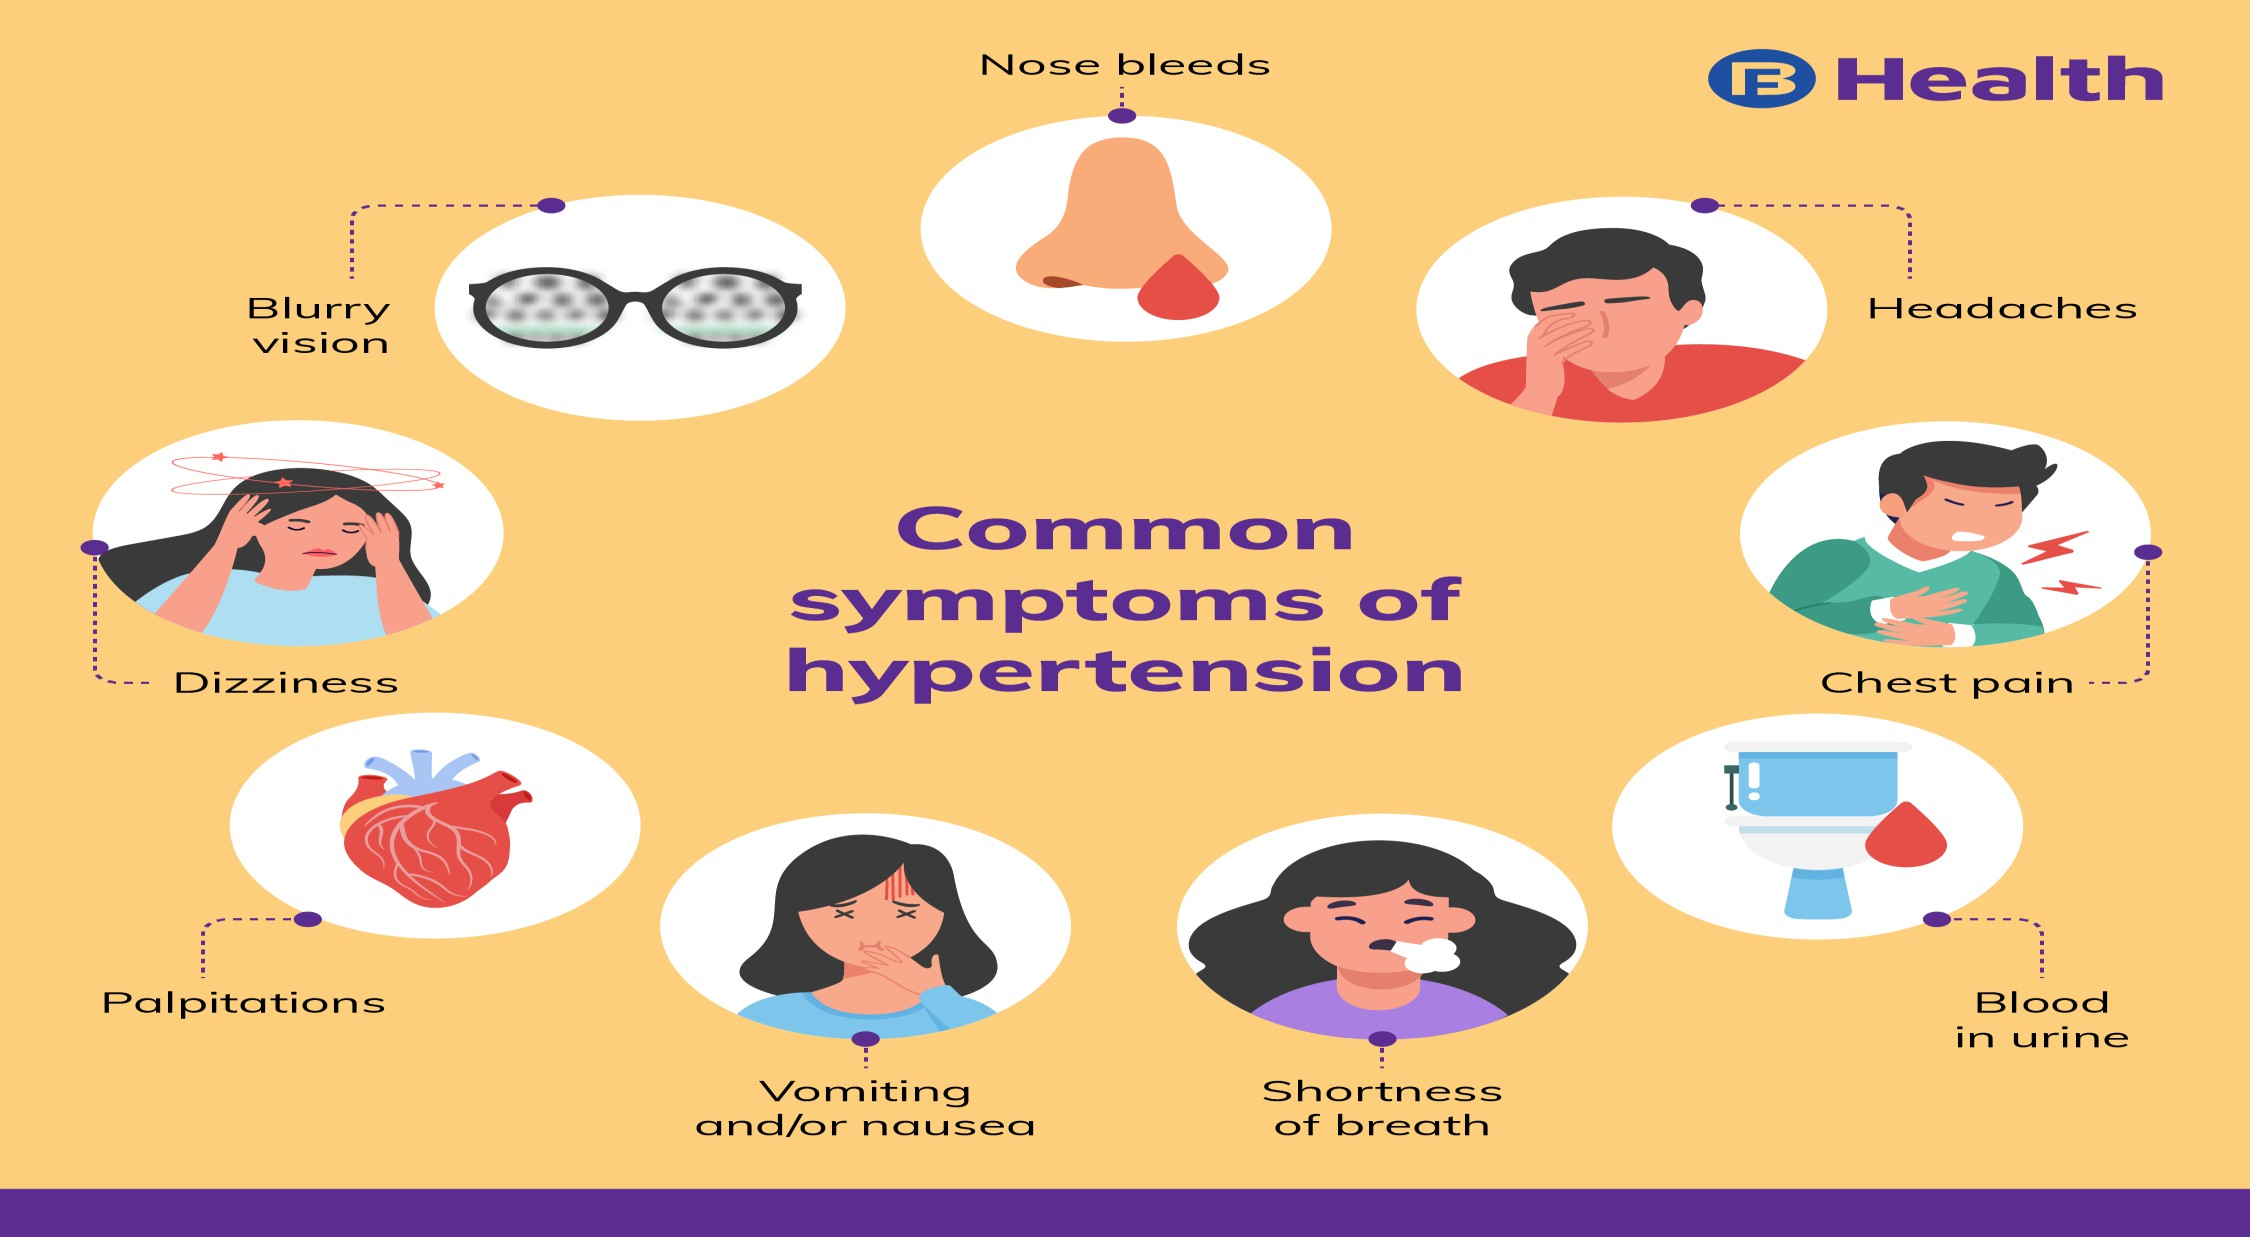 Nose bleeds
B Health
Blurry
vision
Headaches
Common
symptoms of
hypertension
Dizziness
Chest pain
Palpitations
Blood
in urine
Vomiting
and/or nausea
Shortness
of breath